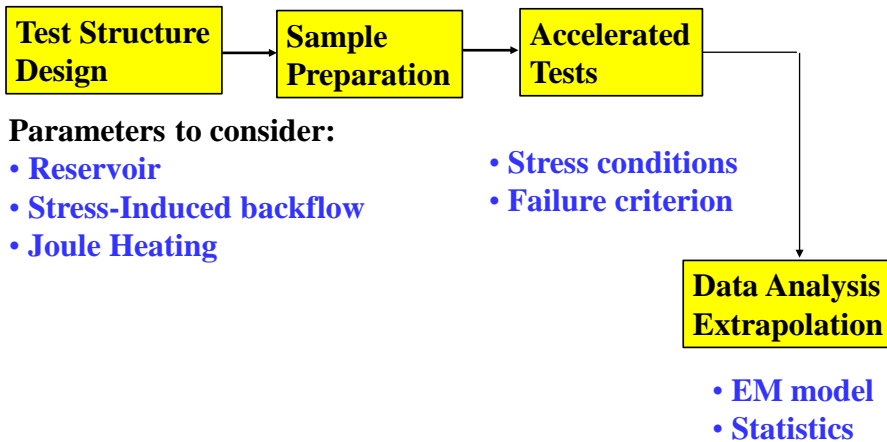 Test Structure
Design
Sample
Preparation
Accelerated
Tests
Parameters to consider:
• Reservoir
• Stress-Induced backflow
• Joule Heating
• Stress conditions
• Failure criterion
Data Analysis
Extrapolation
• EM model
• Statistics